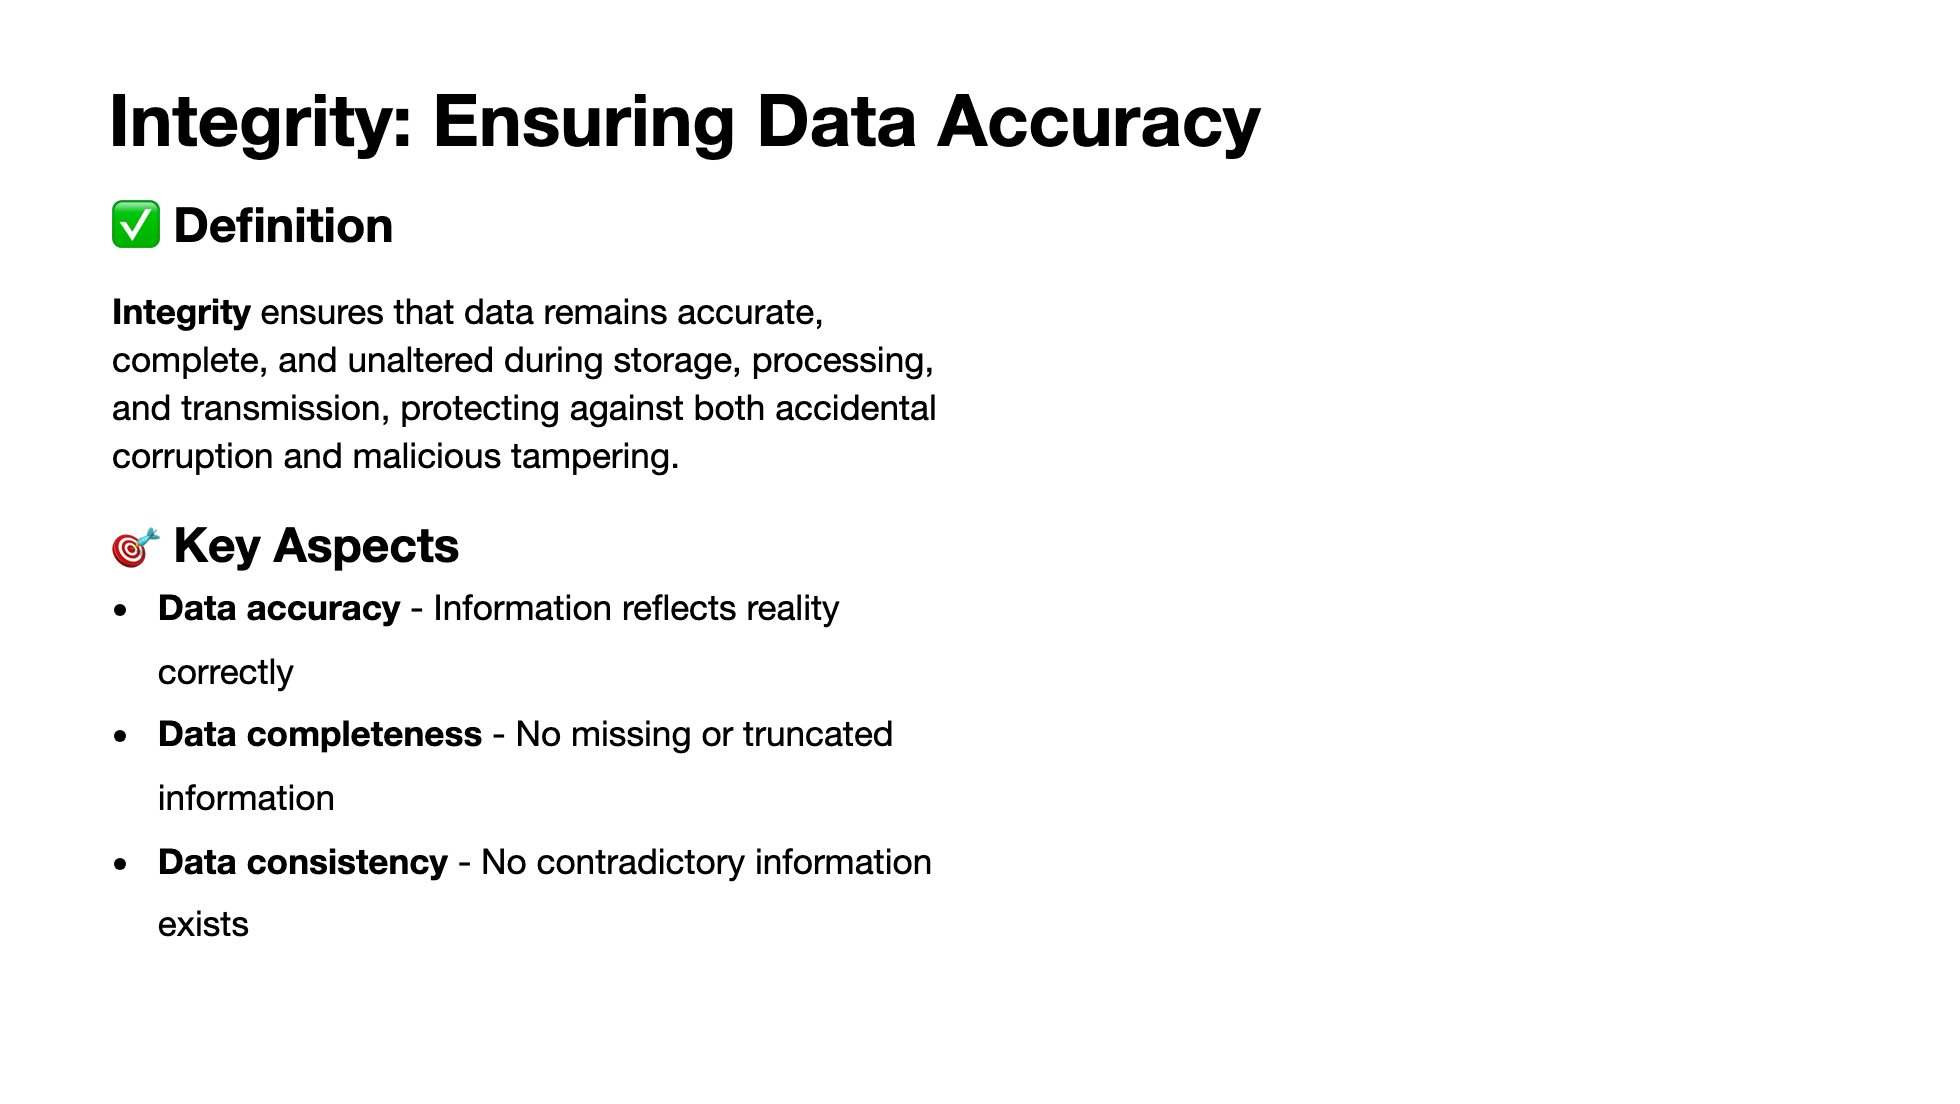 Integrity: Ensuring Data Accuracy
✅ Definition
Integrity ensures that data remains accurate,
complete, and unaltered during storage, processing,
and transmission, protecting against both accidental
corruption and malicious tampering.
🎯 Key Aspects
• Data accuracy - Information reflects reality
correctly
• Data completeness - No missing or truncated
information
• Data consistency - No contradictory information
exists